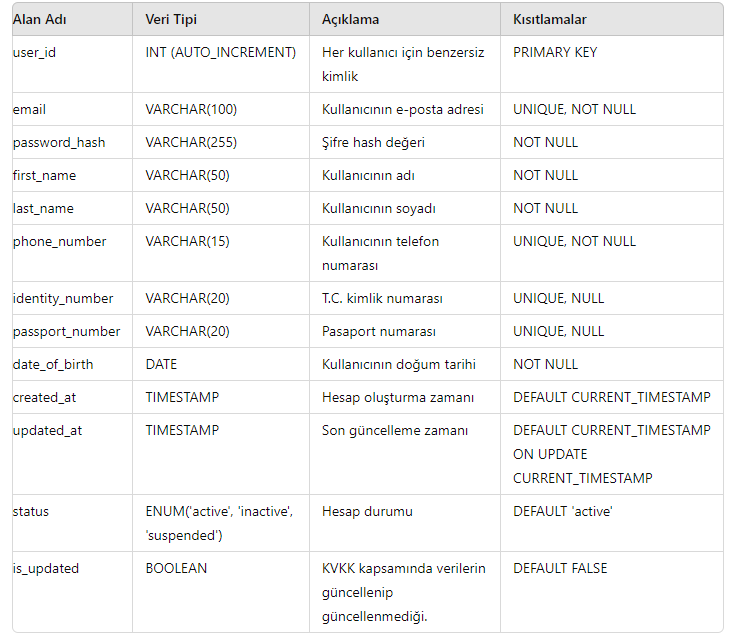 Alan Adı Veri Tipi Açıklama Kısıtlamalar
user_id INT (AUTO_INCREMENT) Her kullanıcı için benzersiz PRIMARY KEY
kimlik
email VARCHAR(100) Kullanıcının e-posta adresi UNIQUE, NOT NULL
password_hash VARCHAR(255) Şifre hash değeri NOT NULL
first_name VARCHAR(50) Kullanıcının adı NOT NULL
last_name VARCHAR(50) Kullanıcının soyadı NOT NULL
phone_number VARCHAR(15) Kullanıcının telefon UNIQUE, NOT NULL
numarası
identity_number VARCHAR(20) T.C. kimlik numarası UNIQUE, NULL
passport_number VARCHAR(20) Pasaport numarası UNIQUE, NULL
date_of_birth DATE Kullanıcının doğum tarihi NOT NULL
created_at TIMESTAMP Hesap oluşturma zamanı DEFAULT CURRENT_TIMESTAMP
updated_at TIMESTAMP Son güncelleme zamanı DEFAULT CURRENT_TIMESTAMP
ON UPDATE
CURRENT_TIMESTAMP
status ENUM('active', 'inactive', Hesap durumu DEFAULT 'active'
'suspended')
is_updated BOOLEAN KVKK kapsamında verilerin DEFAULT FALSE
güncellenip
güncellenmediği.